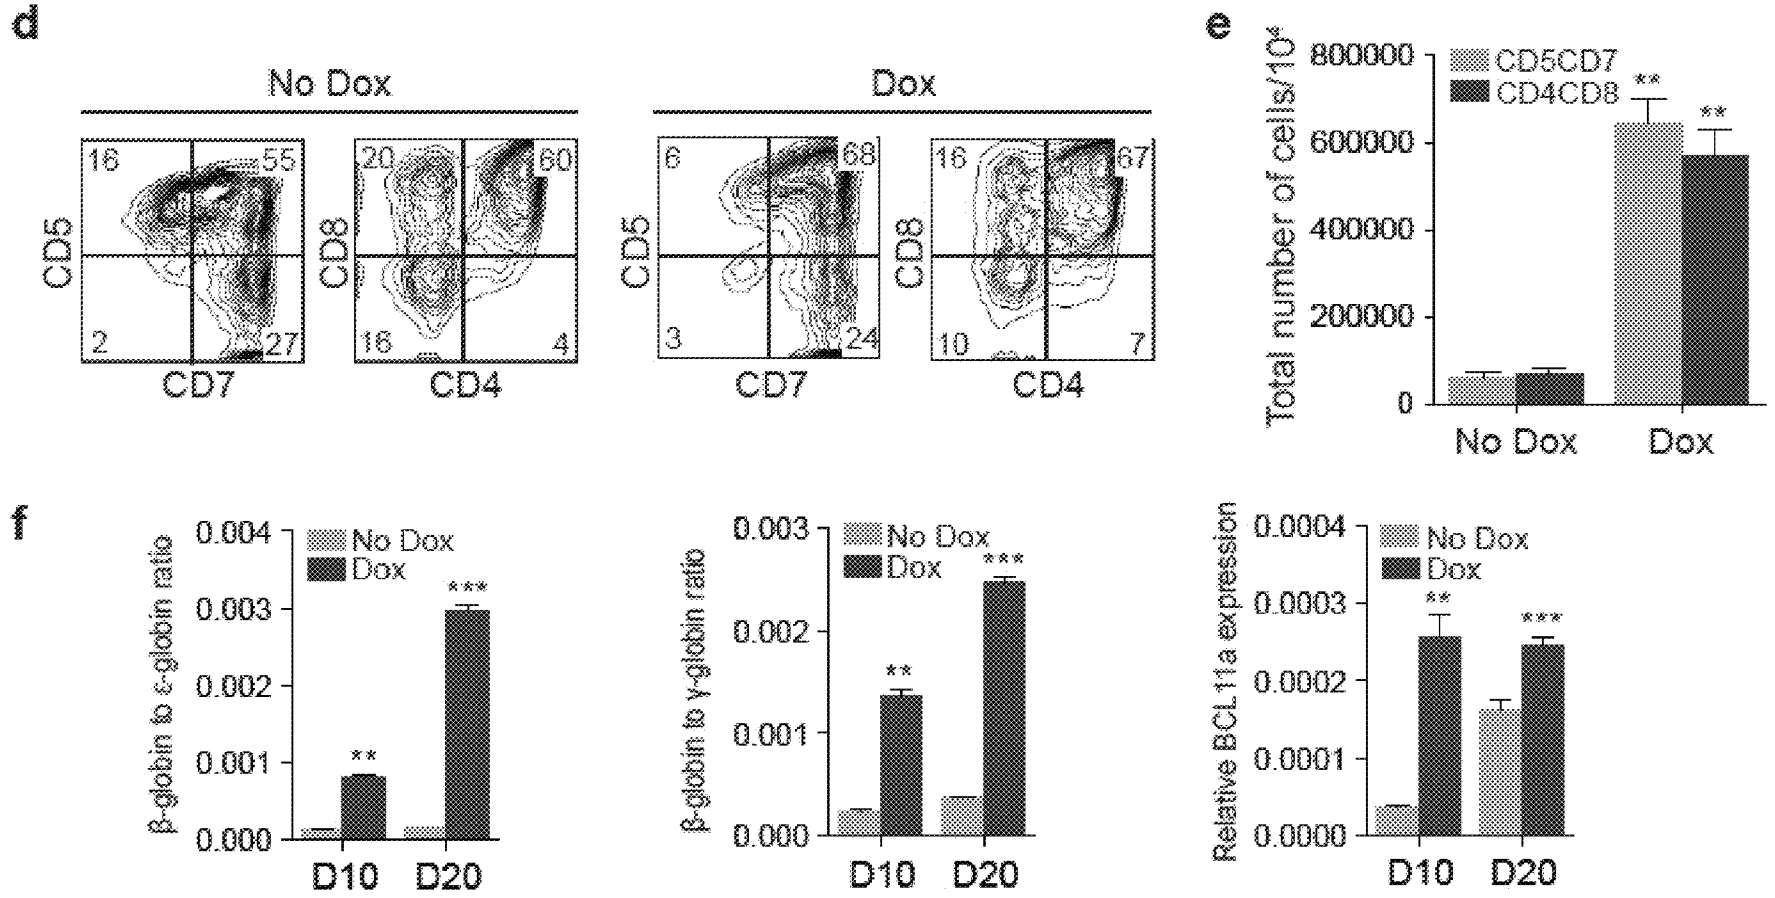 d
No Dox
Dox
16
55
2
27
CD5
CD7
20
60
16
4
CD8
CD4
6
68
3
24
CD5
CD7
16
67
10
7
CD8
CD4
e
Total number of cells/10⁴
800000
600000
400000
200000
0
CD5CD7
CD4CD8
**
**
No Dox
Dox
f
β-globin to ε-globin ratio
0.004
0.003
0.002
0.001
0.000
No Dox
Dox
**
***
D10
D20
β-globin to γ-globin ratio
0.003
0.002
0.001
0.000
No Dox
Dox
**
***
D10
D20
Relative BCL11a expression
0.0004
0.0003
0.0002
0.0001
0.0000
No Dox
Dox
**
***
D10
D20